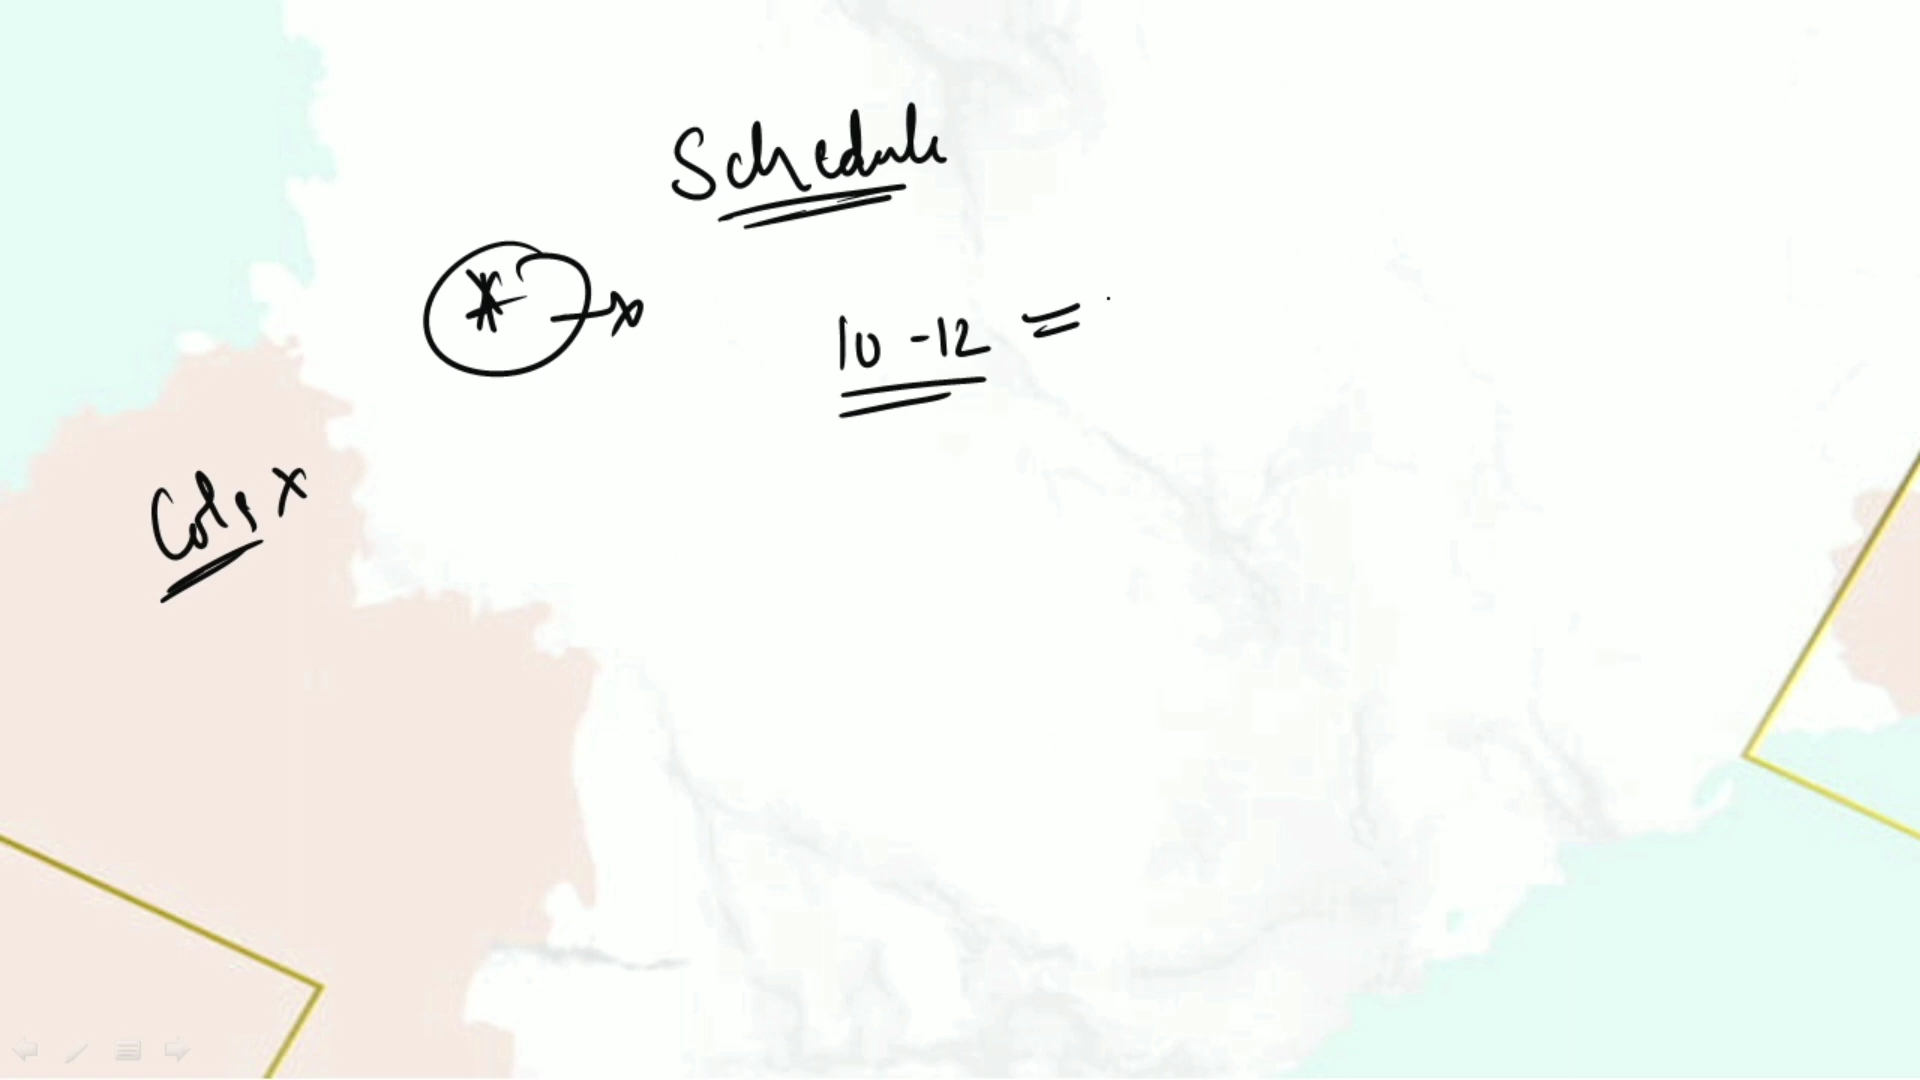 Schedule
*
x
10-12 =
x